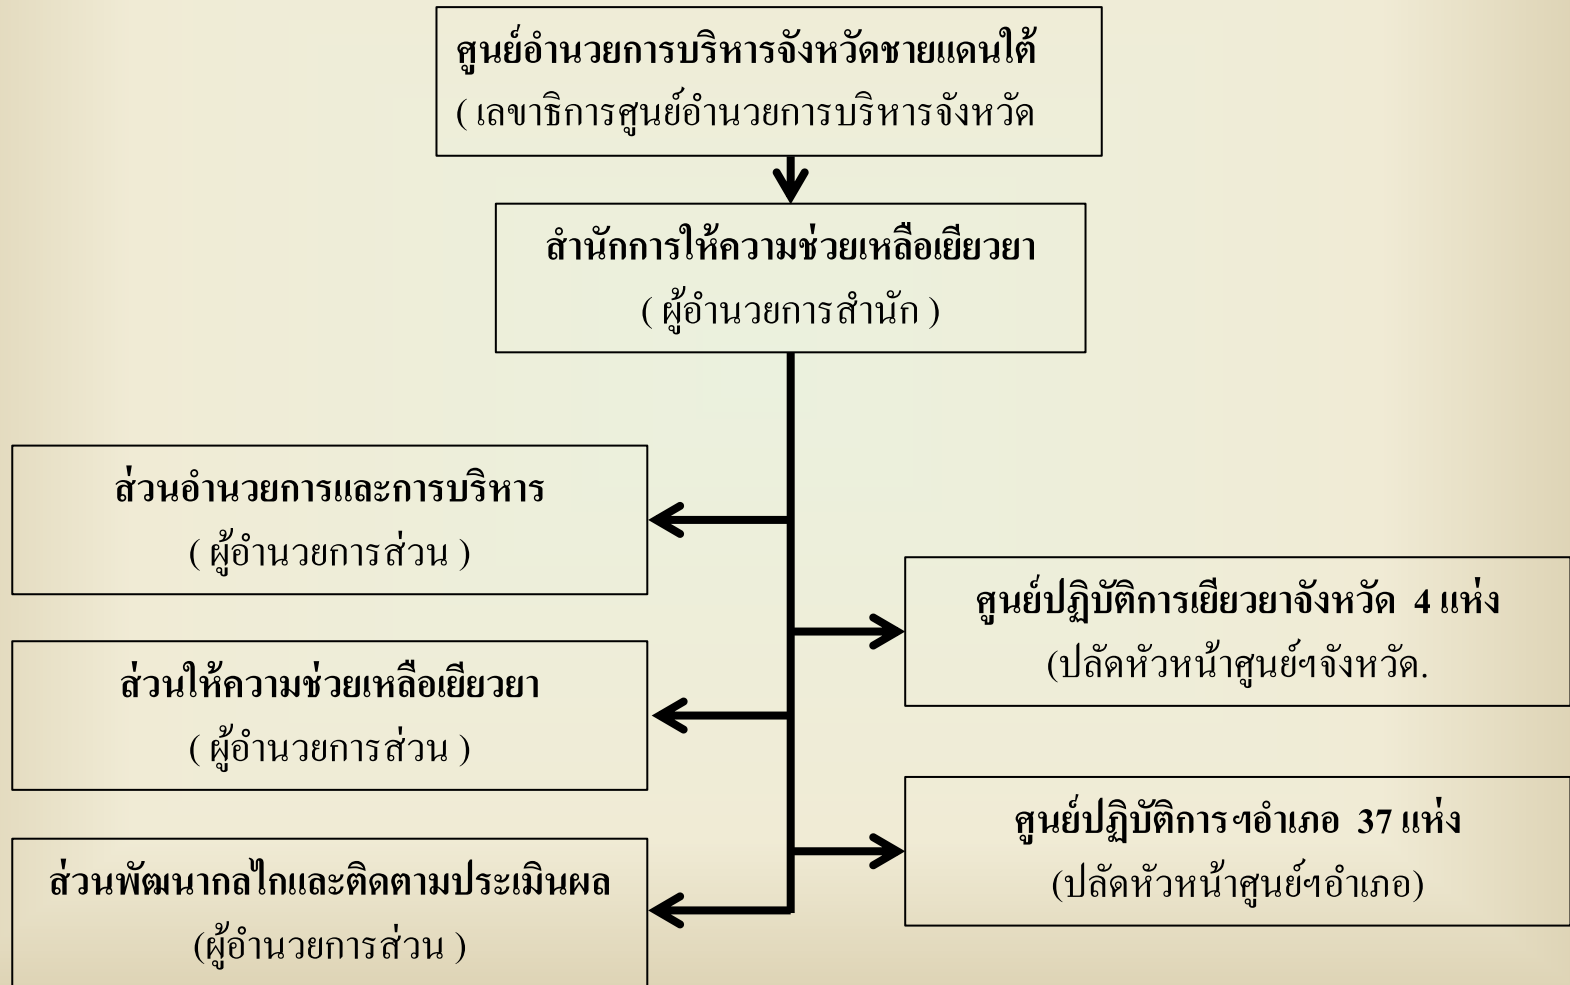 ศูนย์อำนวยการบริหารจังหวัดชายแดนใต้
( เลขาธิการศูนย์อำนวยการบริหารจังหวัด
สำนักการให้ความช่วยเหลือเยียวยา
( ผู้อำนวยการสำนัก )
ส่วนอำนวยการและการบริหาร
( ผู้อำนวยการส่วน )
ส่วนให้ความช่วยเหลือเยียวยา
( ผู้อำนวยการส่วน )
ส่วนพัฒนากลไกและติดตามประเมินผล
(ผู้อำนวยการส่วน )
ศูนย์ปฏิบัติการเยียวยาจังหวัด 4 แห่ง
(ปลัดหัวหน้าศูนย์ฯจังหวัด.
ศูนย์ปฏิบัติการฯอำเภอ 37 แห่ง
(ปลัดหัวหน้าศูนย์ฯอำเภอ)